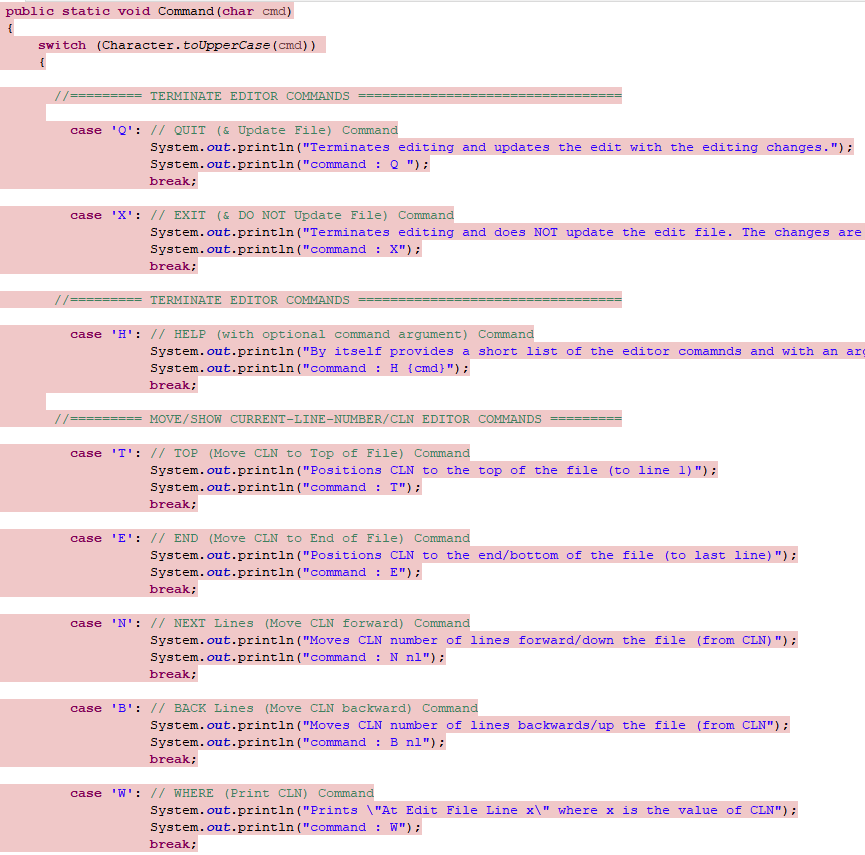 public static void Command(char cmd)
{
    switch (Character.toUpperCase(cmd))
    {
      //========= TERMINATE EDITOR COMMANDS =================================
        case 'Q': // QUIT (& Update File) Command
                  System.out.println("Terminates editing and updates the edit with the editing changes.");
                  System.out.println("command : Q ");
                  break;
        case 'X': // EXIT (& DO NOT Update File) Command
                  System.out.println("Terminates editing and does NOT update the edit file. The changes are
                  System.out.println("command : X");
                  break;
      //========= TERMINATE EDITOR COMMANDS =================================
        case 'H': // HELP (with optional command argument) Command
                  System.out.println("By itself provides a short list of the editor comamnds and with an arg
                  System.out.println("command : H {cmd}");
                  break;
      //========= MOVE/SHOW CURRENT-LINE-NUMBER/CLN EDITOR COMMANDS =========
        case 'T': // TOP (Move CLN to Top of File) Command
                  System.out.println("Positions CLN to the top of the file (to line 1)");
                  System.out.println("command : T");
                  break;
        case 'E': // END (Move CLN to End of File) Command
                  System.out.println("Positions CLN to the end/bottom of the file (to last line)");
                  System.out.println("command : E");
                  break;
        case 'N': // NEXT Lines (Move CLN forward) Command
                  System.out.println("Moves CLN number of lines forward/down the file (from CLN)");
                  System.out.println("command : N nl");
                  break;
        case 'B': // BACK Lines (Move CLN backward) Command
                  System.out.println("Moves CLN number of lines backwards/up the file (from CLN");
                  System.out.println("command : B nl");
                  break;
        case 'W': // WHERE (Print CLN) Command
                  System.out.println("Prints \"At Edit File Line x\" where x is the value of CLN");
                  System.out.println("command : W");
                  break;